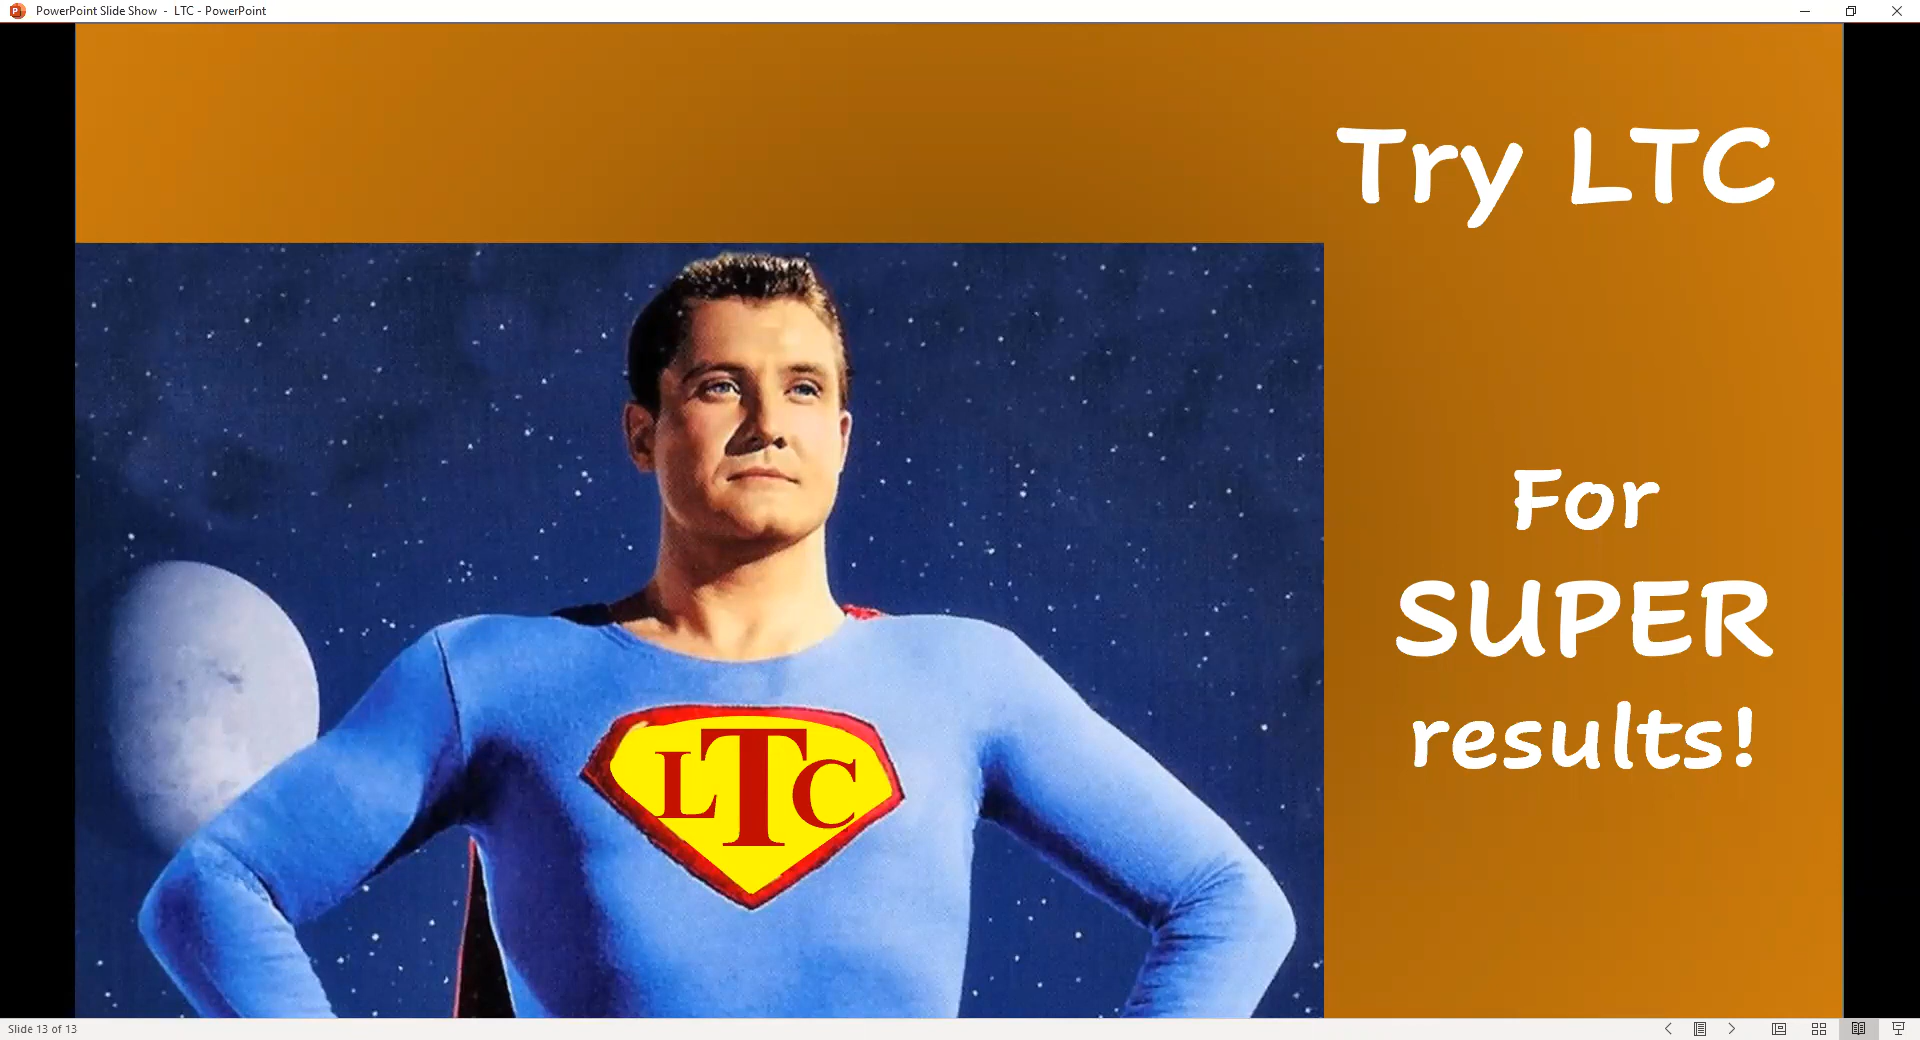 PowerPoint Slide Show - LTC - PowerPoint
Try LTC
For
SUPER
results!
LTC
Slide 13 of 13